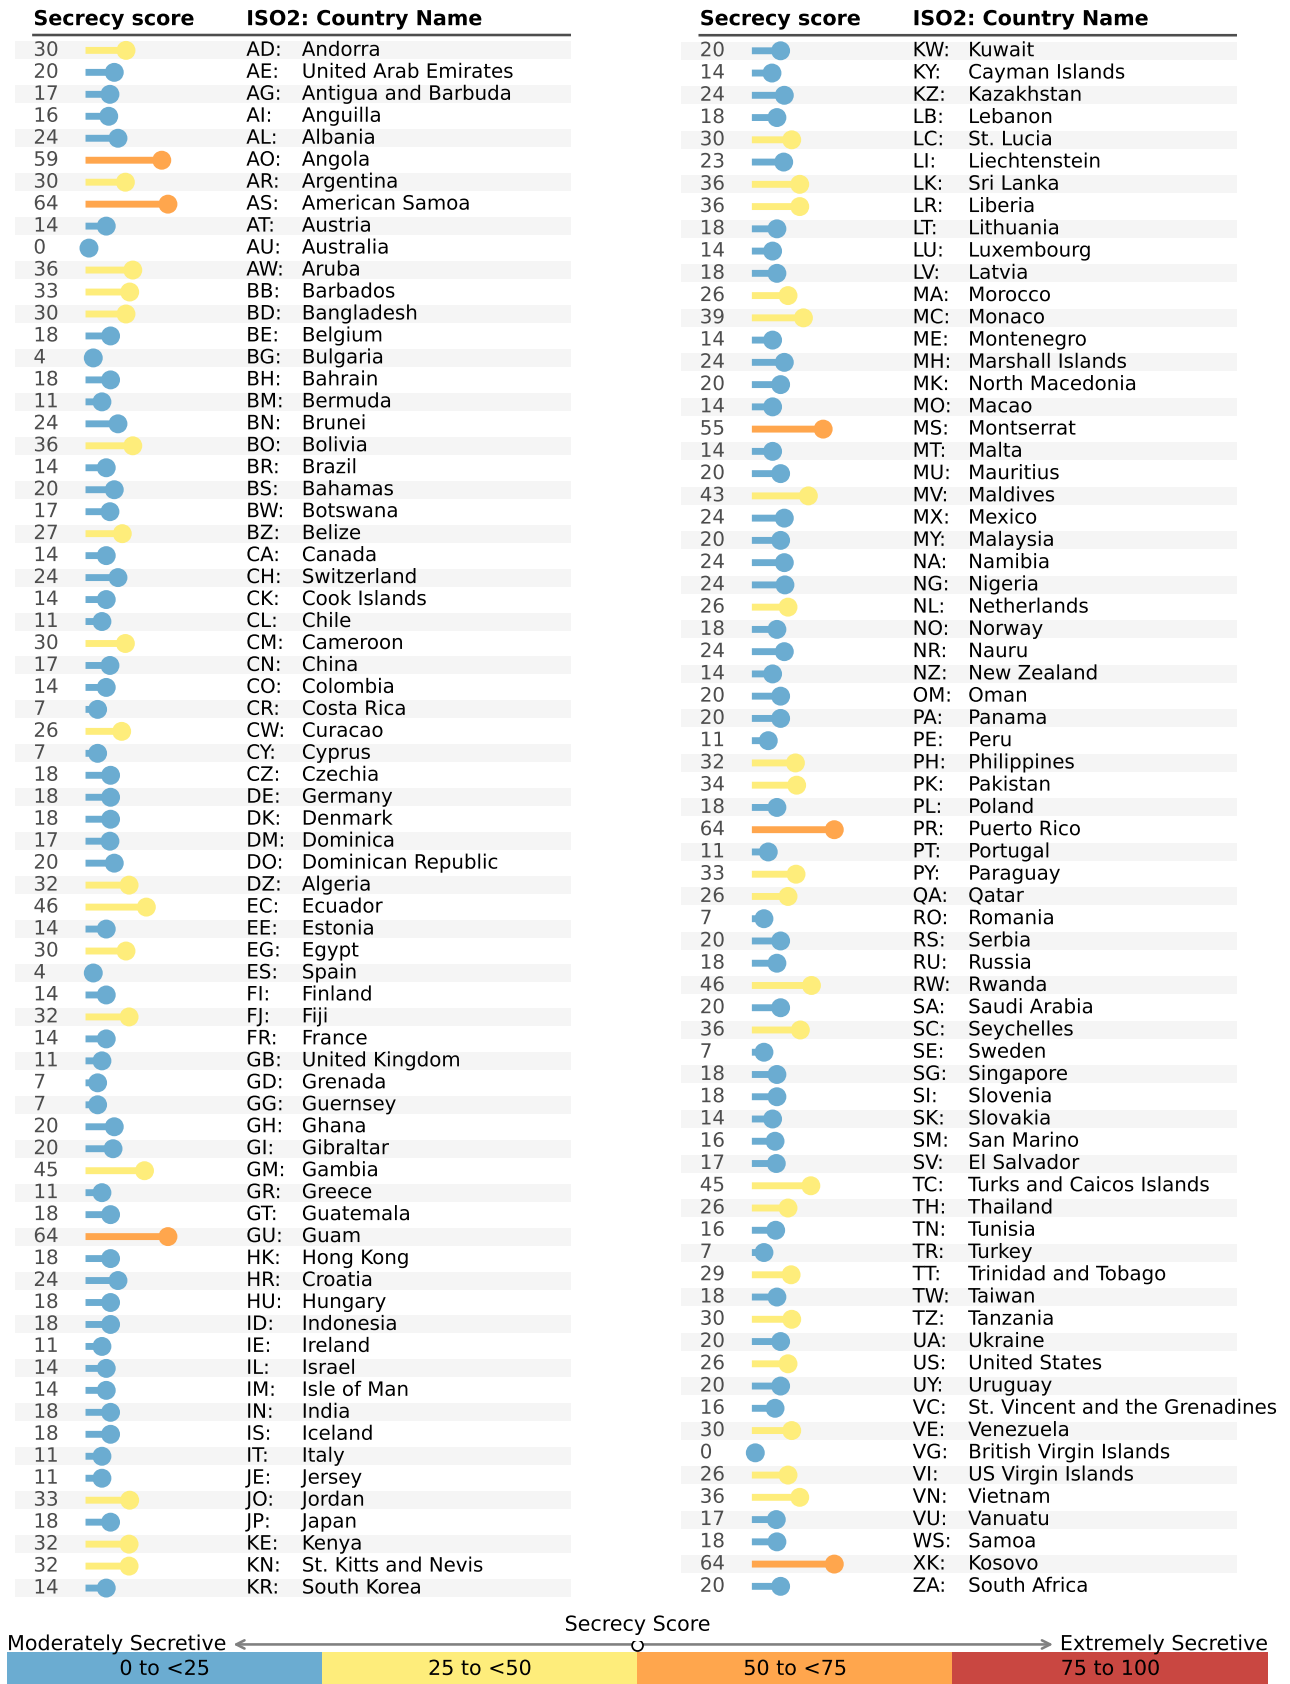 Secrecy score ISO2: Country Name
30 AD: Andorra
20 AE: United Arab Emirates
17 AG: Antigua and Barbuda
16 AI: Anguilla
24 AL: Albania
59 AO: Angola
30 AR: Argentina
64 AS: American Samoa
14 AT: Austria
0 AU: Australia
36 AW: Aruba
33 BB: Barbados
30 BD: Bangladesh
18 BE: Belgium
4 BG: Bulgaria
18 BH: Bahrain
11 BM: Bermuda
24 BN: Brunei
36 BO: Bolivia
14 BR: Brazil
20 BS: Bahamas
17 BW: Botswana
27 BZ: Belize
14 CA: Canada
24 CH: Switzerland
14 CK: Cook Islands
11 CL: Chile
30 CM: Cameroon
17 CN: China
14 CO: Colombia
7 CR: Costa Rica
26 CW: Curacao
7 CY: Cyprus
18 CZ: Czechia
18 DE: Germany
18 DK: Denmark
17 DM: Dominica
20 DO: Dominican Republic
32 DZ: Algeria
46 EC: Ecuador
14 EE: Estonia
30 EG: Egypt
4 ES: Spain
14 FI: Finland
32 FJ: Fiji
14 FR: France
11 GB: United Kingdom
7 GD: Grenada
7 GG: Guernsey
20 GH: Ghana
20 GI: Gibraltar
45 GM: Gambia
11 GR: Greece
18 GT: Guatemala
64 GU: Guam
18 HK: Hong Kong
24 HR: Croatia
18 HU: Hungary
18 ID: Indonesia
11 IE: Ireland
14 IL: Israel
14 IM: Isle of Man
18 IN: India
18 IS: Iceland
11 IT: Italy
11 JE: Jersey
33 JO: Jordan
18 JP: Japan
32 KE: Kenya
32 KN: St. Kitts and Nevis
14 KR: South Korea
Secrecy score ISO2: Country Name
20 KW: Kuwait
14 KY: Cayman Islands
24 KZ: Kazakhstan
18 LB: Lebanon
30 LC: St. Lucia
23 LI: Liechtenstein
36 LK: Sri Lanka
36 LR: Liberia
18 LT: Lithuania
14 LU: Luxembourg
18 LV: Latvia
26 MA: Morocco
39 MC: Monaco
14 ME: Montenegro
24 MH: Marshall Islands
20 MK: North Macedonia
14 MO: Macao
55 MS: Montserrat
14 MT: Malta
20 MU: Mauritius
43 MV: Maldives
24 MX: Mexico
20 MY: Malaysia
24 NA: Namibia
24 NG: Nigeria
26 NL: Netherlands
18 NO: Norway
24 NR: Nauru
14 NZ: New Zealand
20 OM: Oman
20 PA: Panama
11 PE: Peru
32 PH: Philippines
34 PK: Pakistan
18 PL: Poland
64 PR: Puerto Rico
11 PT: Portugal
33 PY: Paraguay
26 QA: Qatar
7 RO: Romania
20 RS: Serbia
18 RU: Russia
46 RW: Rwanda
20 SA: Saudi Arabia
36 SC: Seychelles
7 SE: Sweden
18 SG: Singapore
18 SI: Slovenia
14 SK: Slovakia
16 SM: San Marino
17 SV: El Salvador
45 TC: Turks and Caicos Islands
26 TH: Thailand
16 TN: Tunisia
7 TR: Turkey
29 TT: Trinidad and Tobago
18 TW: Taiwan
30 TZ: Tanzania
20 UA: Ukraine
26 US: United States
20 UY: Uruguay
16 VC: St. Vincent and the Grenadines
30 VE: Venezuela
0 VG: British Virgin Islands
26 VI: US Virgin Islands
36 VN: Vietnam
17 VU: Vanuatu
18 WS: Samoa
64 XK: Kosovo
20 ZA: South Africa
Secrecy Score
Moderately Secretive Extremely Secretive
0 to <25 25 to <50 50 to <75 75 to 100